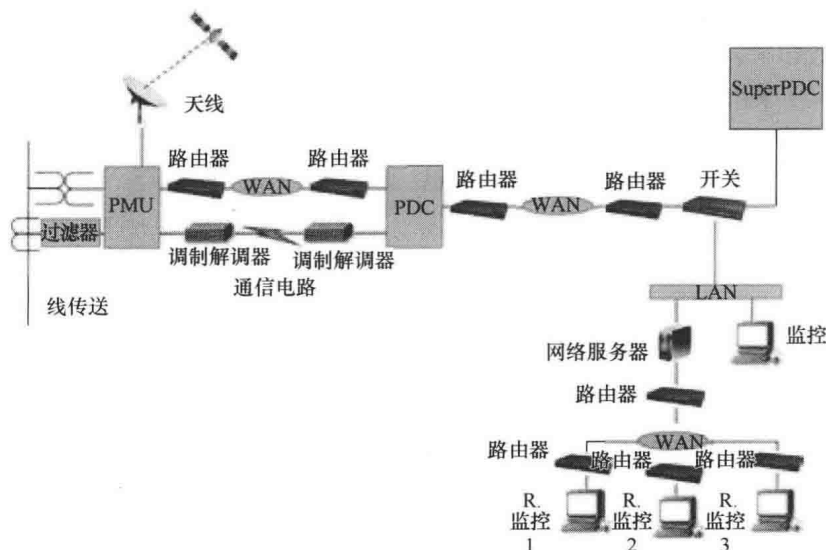 天线
SuperPDC
路由器
路由器
WAN
PMU
PDC
路由器
WAN
路由器
开关
过滤器
调制解调器
调制解调器
通信电路
线传送
LAN
网络服务器
监控
路由器
WAN
路由器
路由器
路由器
R.
监控
1
R.
监控
2
R.
监控
3